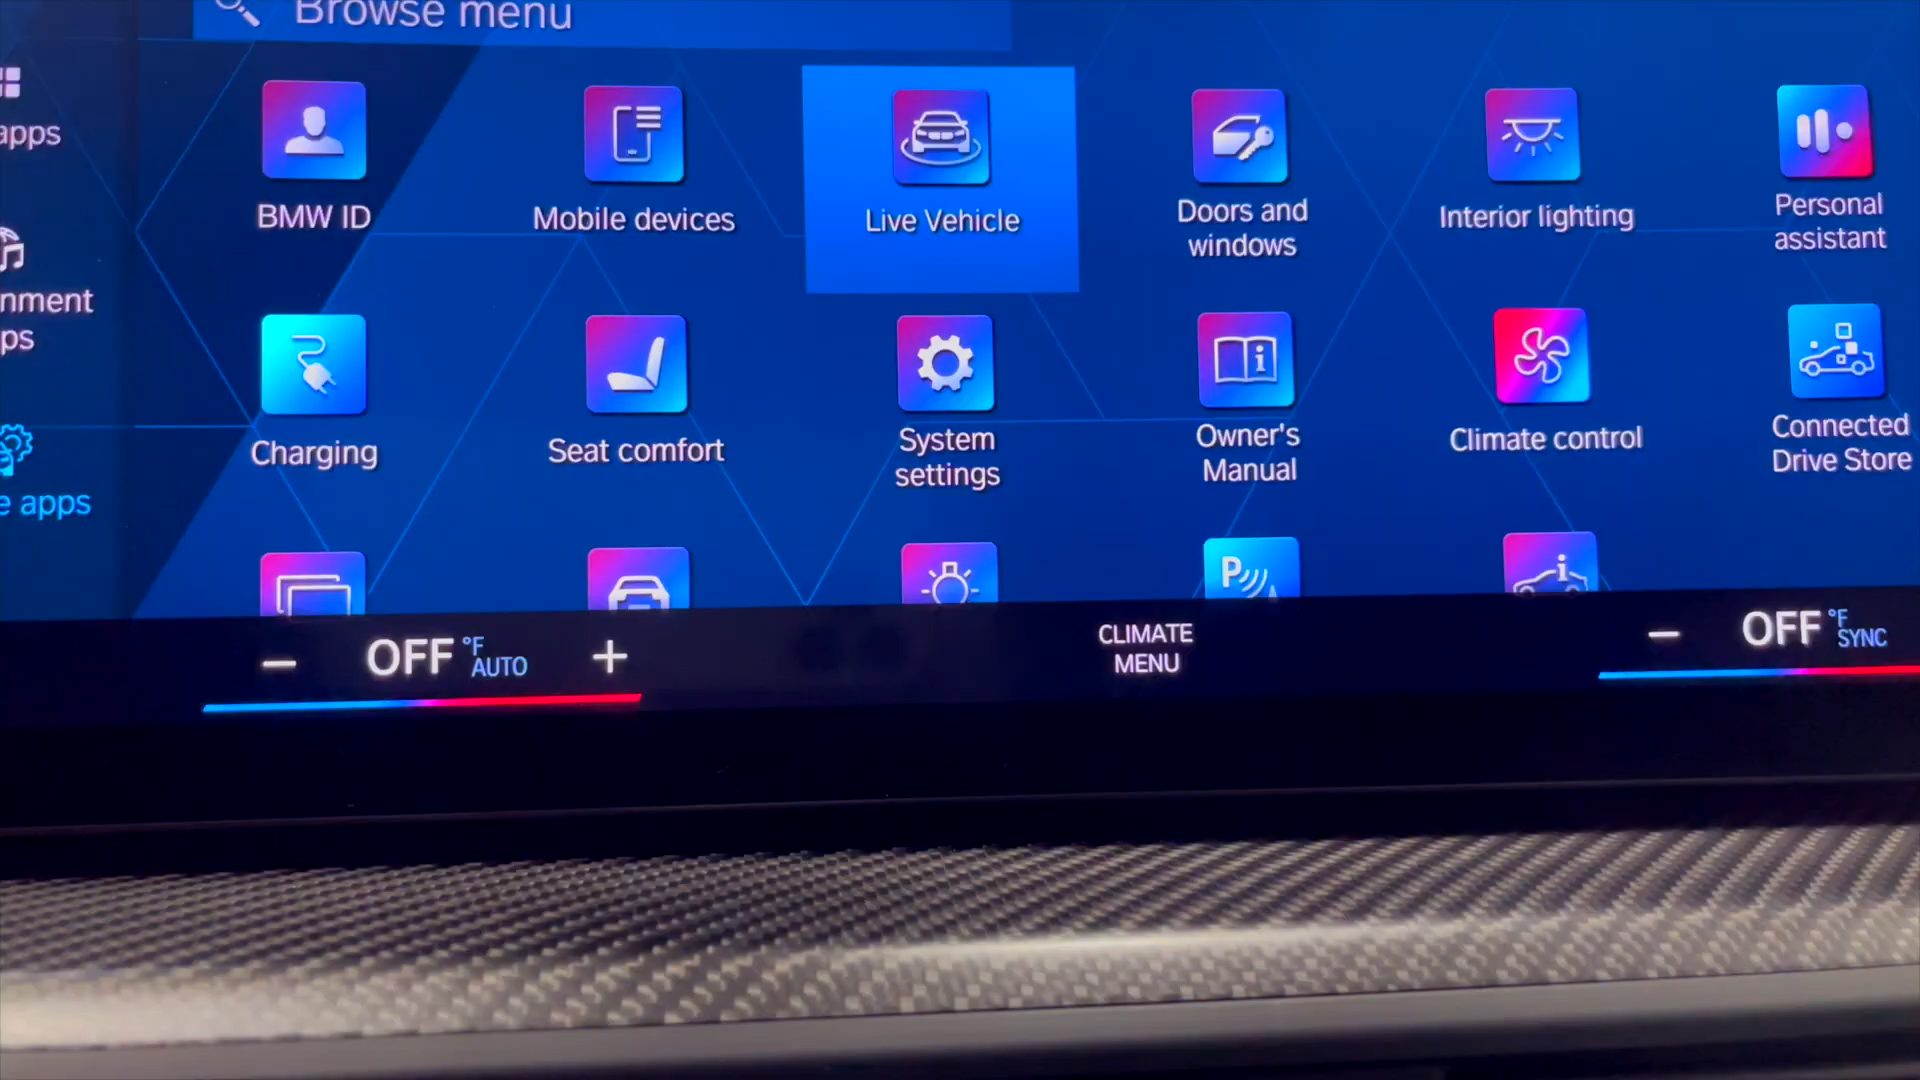 Browse menu
apps
BMW ID
Mobile devices
Live Vehicle
Doors and
windows
Interior lighting
Personal
assistant
nment
ps
Charging
Seat comfort
System
settings
Owner's
Manual
Climate control
Connected
Drive Store
e apps
P
- OFF °F AUTO +
CLIMATE
MENU
- OFF °F SYNC